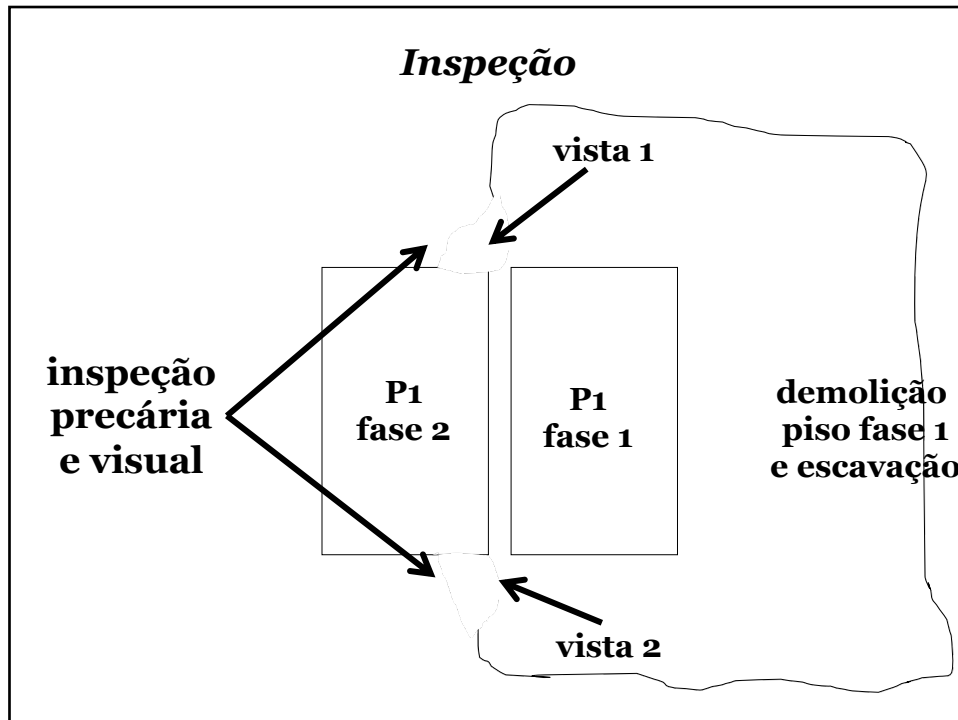 Inspeção
vista 1
inspeção
precária
e visual
P1
fase 2
P1
fase 1
demolição
piso fase 1
e escavação
vista 2